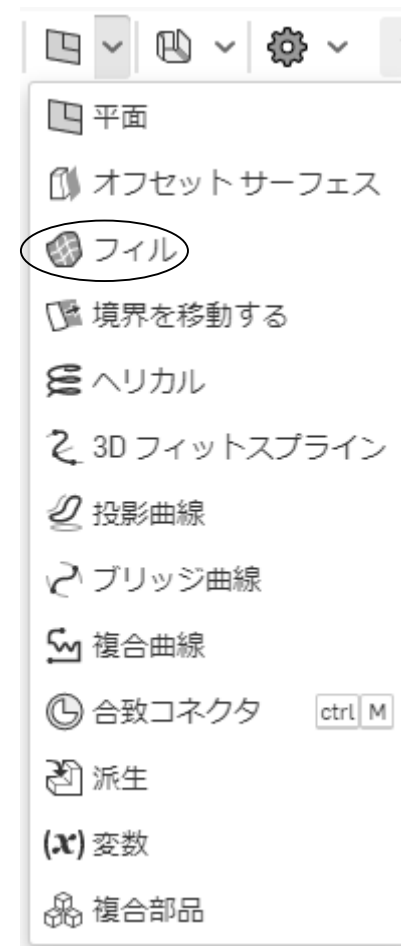 平面
オフセット サーフェス
フィル
境界を移動する
ヘリカル
3D フィットスプライン
投影曲線
ブリッジ曲線
複合曲線
合致コネクタ ctrl M
派生
(x) 変数
複合部品